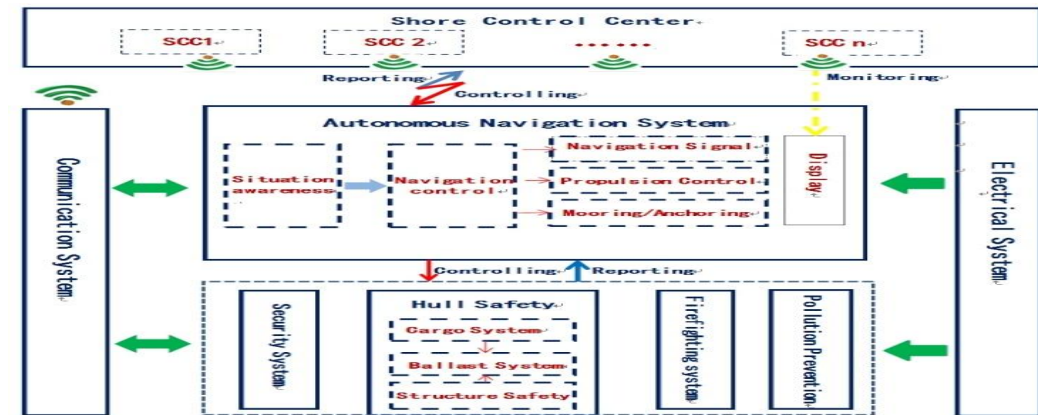 Shore Control Center
SCC1
SCC 2
......
SCC n
Reporting
Controlling
Monitoring
Communication System
Autonomous Navigation System
Situation
awareness
Navigation
control
Navigation Signal
Propulsion Control
Mooring/Anchoring
Display
Electrical System
Controlling
Reporting
Security System
Hull Safety
Cargo System
Ballast System
Structure Safety
Firefighting system
Pollution Prevention